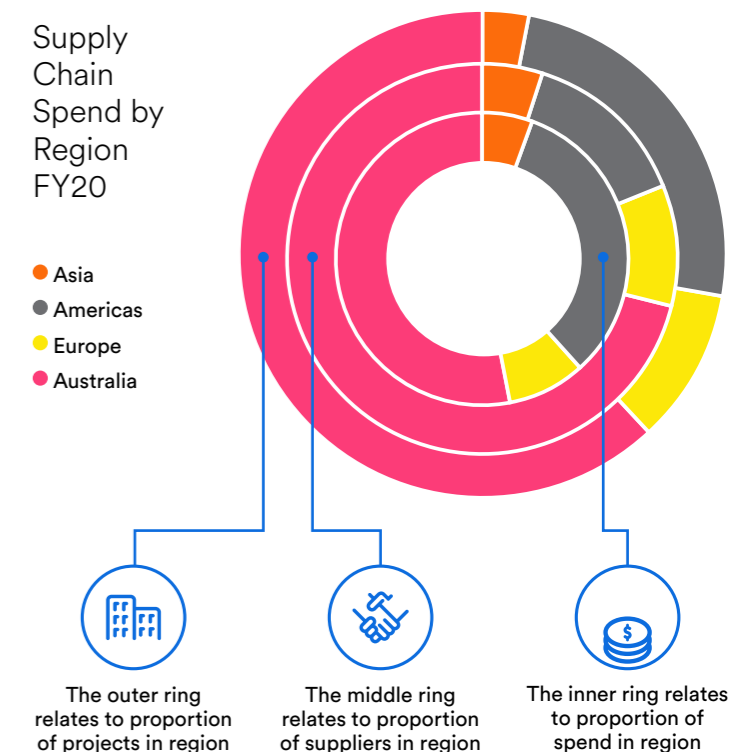 Supply
Chain
Spend by
Region
FY20
Asia
Americas
Europe
Australia
The outer ring
relates to proportion
of projects in region
The middle ring
relates to proportion
of suppliers in region
$
The inner ring relates
to proportion of
spend in region